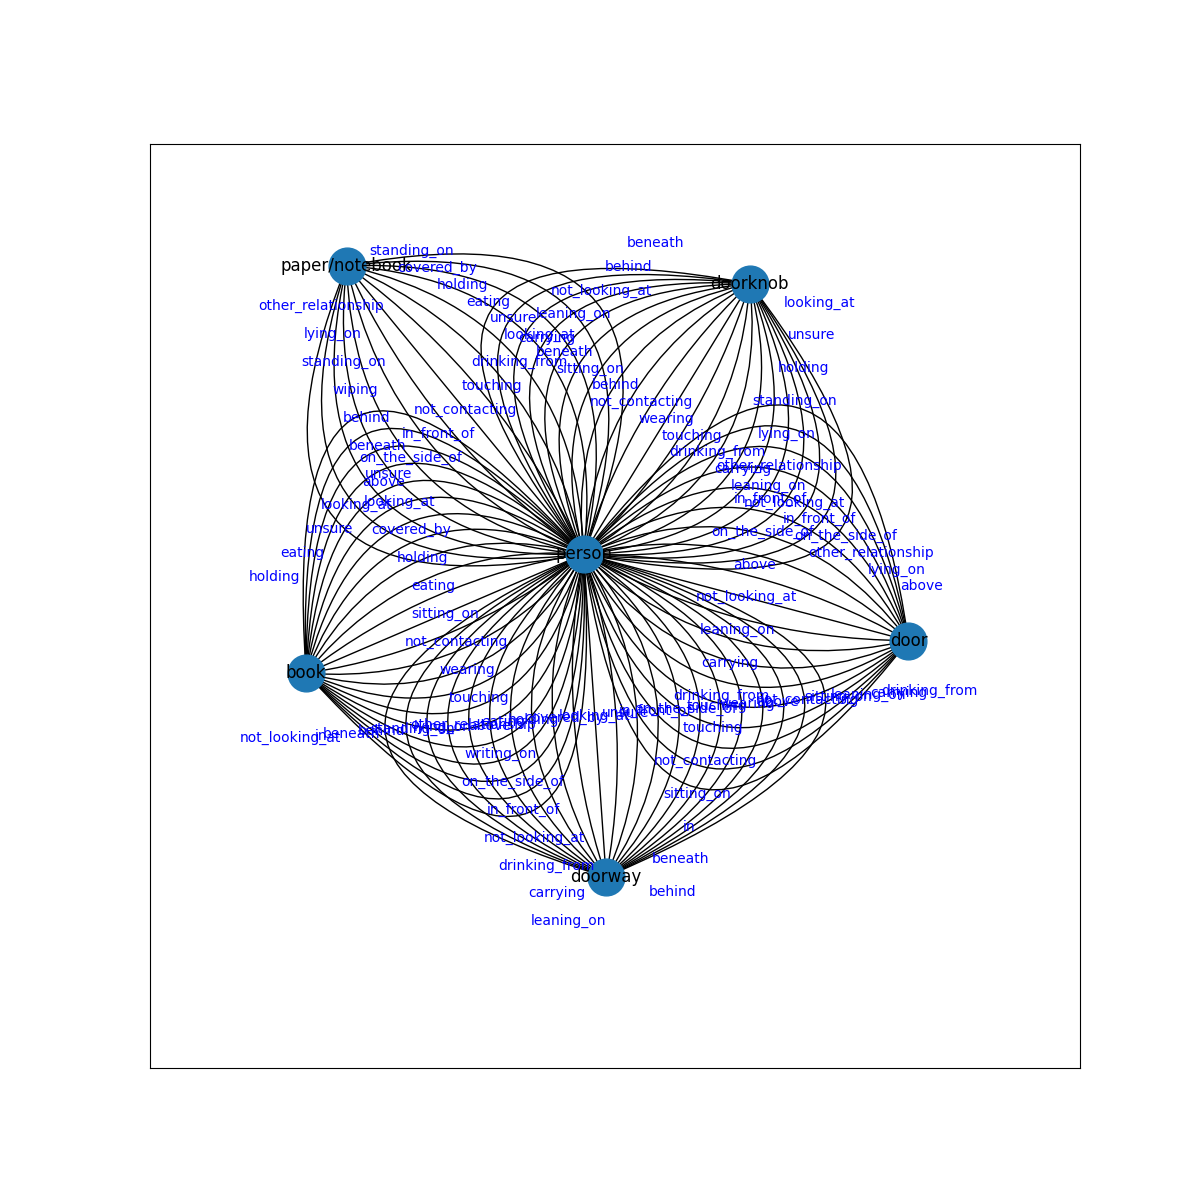 beneath
standing_on
behind
covered_by
paper/notebook
doorknob
holding
not_looking_at
eating
looking_at
other_relationship
leaning_on
unsure
lying_on
looking_at
unsure
carrying
beneath
standing_on
drinking_from
sitting_on
holding
wiping
touching
behind
standing_on
not_contacting
not_contacting
behind
wearing
in_front_of
touching
lying_on
beneath
drinking_from
on_the_side_of
other_relationship
carrying
unsure
above
leaning_on
looking_at
looking_at
in_front_of
not_looking_at
in_front_of
unsure
covered_by
on_the_side_of
on_the_side_of
eating
person
other_relationship
holding
above
lying_on
holding
eating
above
not_looking_at
sitting_on
leaning_on
not_contacting
door
carrying
wearing
book
touching
drinking_from
carrying
drinking_from
touching
other_relationship
not_looking_at
beneath
touching
writing_on
not_contacting
on_the_side_of
sitting_on
in_front_of
in
not_looking_at
beneath
drinking_from
doorway
carrying
behind
leaning_on